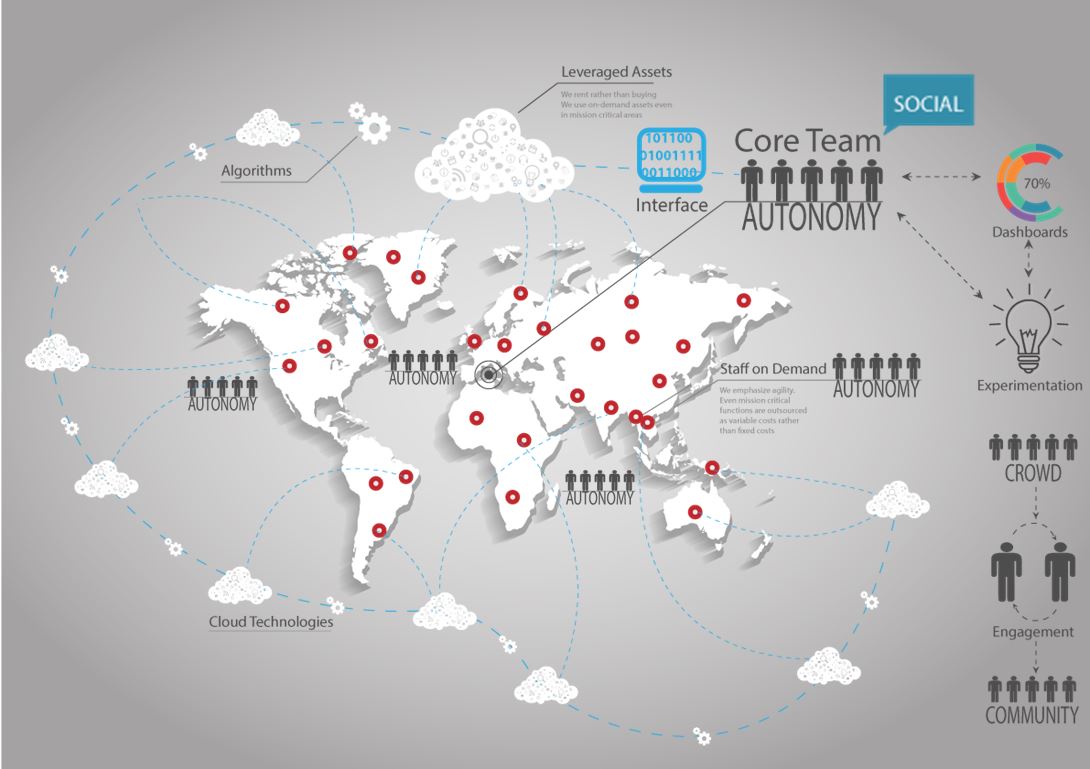 Leveraged Assets
We rent rather than buying
We use on-demand assets even
in mission critical areas
SOCIAL
101100
01001111
0011000
Interface
Core Team
AUTONOMY
70%
Dashboards
Algorithms
Experimentation
AUTONOMY
AUTONOMY
Staff on Demand
We emphasize agility.
Even mission critical
functions are outsourced
as variable costs rather
than fixed costs
AUTONOMY
AUTONOMY
CROWD
Cloud Technologies
Engagement
COMMUNITY